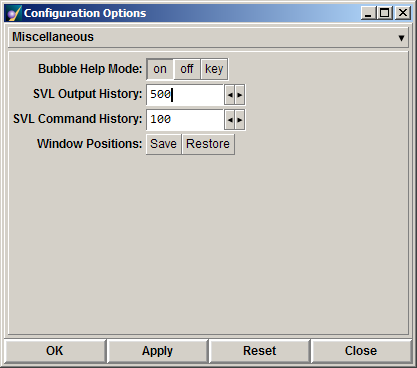 Configuration Options
Miscellaneous
Bubble Help Mode: on off key
SVL Output History: 500
SVL Command History: 100
Window Positions: Save Restore
OK Apply Reset Close